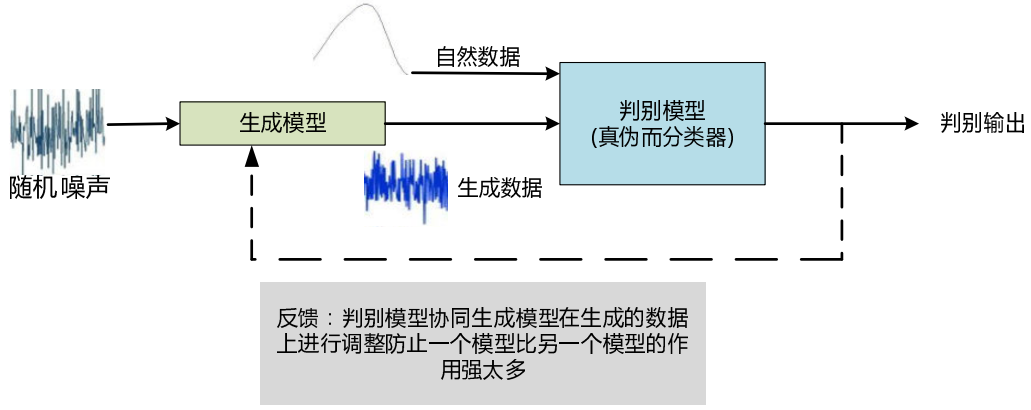 自然数据
生成模型
判别模型
(真伪而分类器)
判别输出
随机噪声
生成数据
反馈：判别模型协同生成模型在生成的数据
上进行调整防止一个模型比另一个模型的作
用强太多